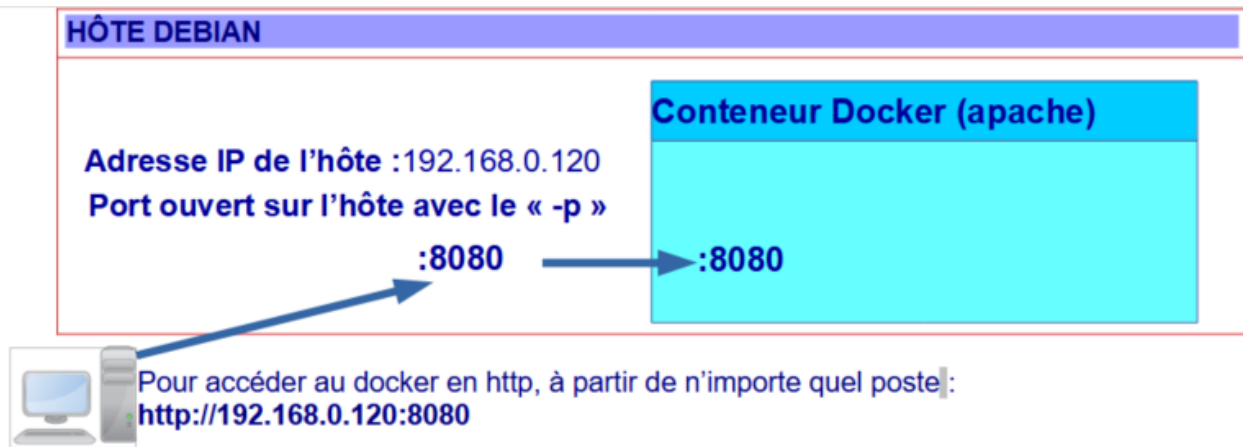 HÔTE DEBIAN
Conteneur Docker (apache)
Adresse IP de l’hôte :192.168.0.120
Port ouvert sur l’hôte avec le « -p »
:8080
:8080
Pour accéder au docker en http, à partir de n’importe quel poste :
http://192.168.0.120:8080